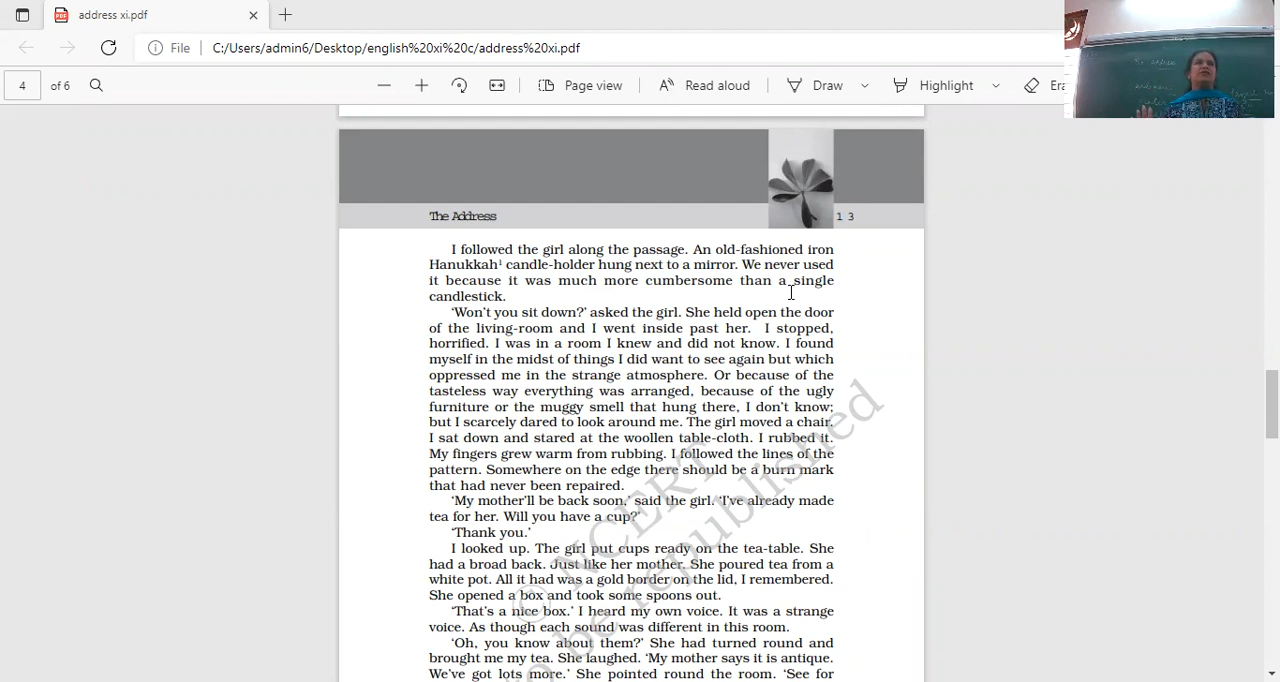 address xi.pdf
File
C:/Users/admin6/Desktop/english%20xi%20c/address%20xi.pdf
4 of 6
Page view
Read aloud
Draw
Highlight
Era
The Address
1 3
I followed the girl along the passage. An old-fashioned iron
Hanukkah¹ candle-holder hung next to a mirror. We never used
it because it was much more cumbersome than a single
candlestick.
‘Won’t you sit down?’ asked the girl. She held open the door
of the living-room and I went inside past her. I stopped,
horrified. I was in a room I knew and did not know. I found
myself in the midst of things I did want to see again but which
oppressed me in the strange atmosphere. Or because of the
tasteless way everything was arranged, because of the ugly
furniture or the muggy smell that hung there, I don’t know;
but I scarcely dared to look around me. The girl moved a chair.
I sat down and stared at the woollen table-cloth. I rubbed it.
My fingers grew warm from rubbing. I followed the lines of the
pattern. Somewhere on the edge there should be a burn mark
that had never been repaired.
‘My mother’ll be back soon,’ said the girl. ‘I’ve already made
tea for her. Will you have a cup?’
‘Thank you.’
I looked up. The girl put cups ready on the tea-table. She
had a broad back. Just like her mother. She poured tea from a
white pot. All it had was a gold border on the lid, I remembered.
She opened a box and took some spoons out.
‘That’s a nice box.’ I heard my own voice. It was a strange
voice. As though each sound was different in this room.
‘Oh, you know about them?’ She had turned round and
brought me my tea. She laughed. ‘My mother says it is antique.
We’ve got lots more.’ She pointed round the room. ‘See for
© NCERT
be republished